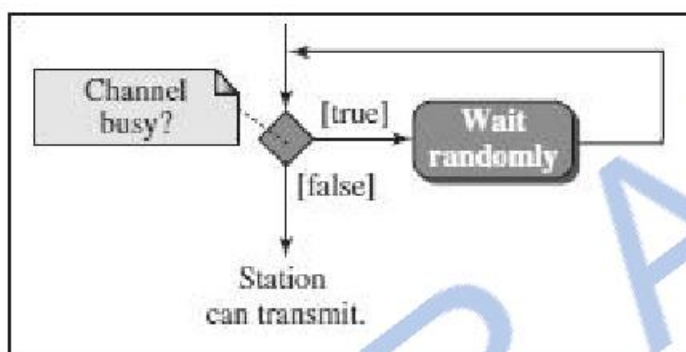 Channel
busy?
[true]
Wait
randomly
[false]
Station
can transmit.